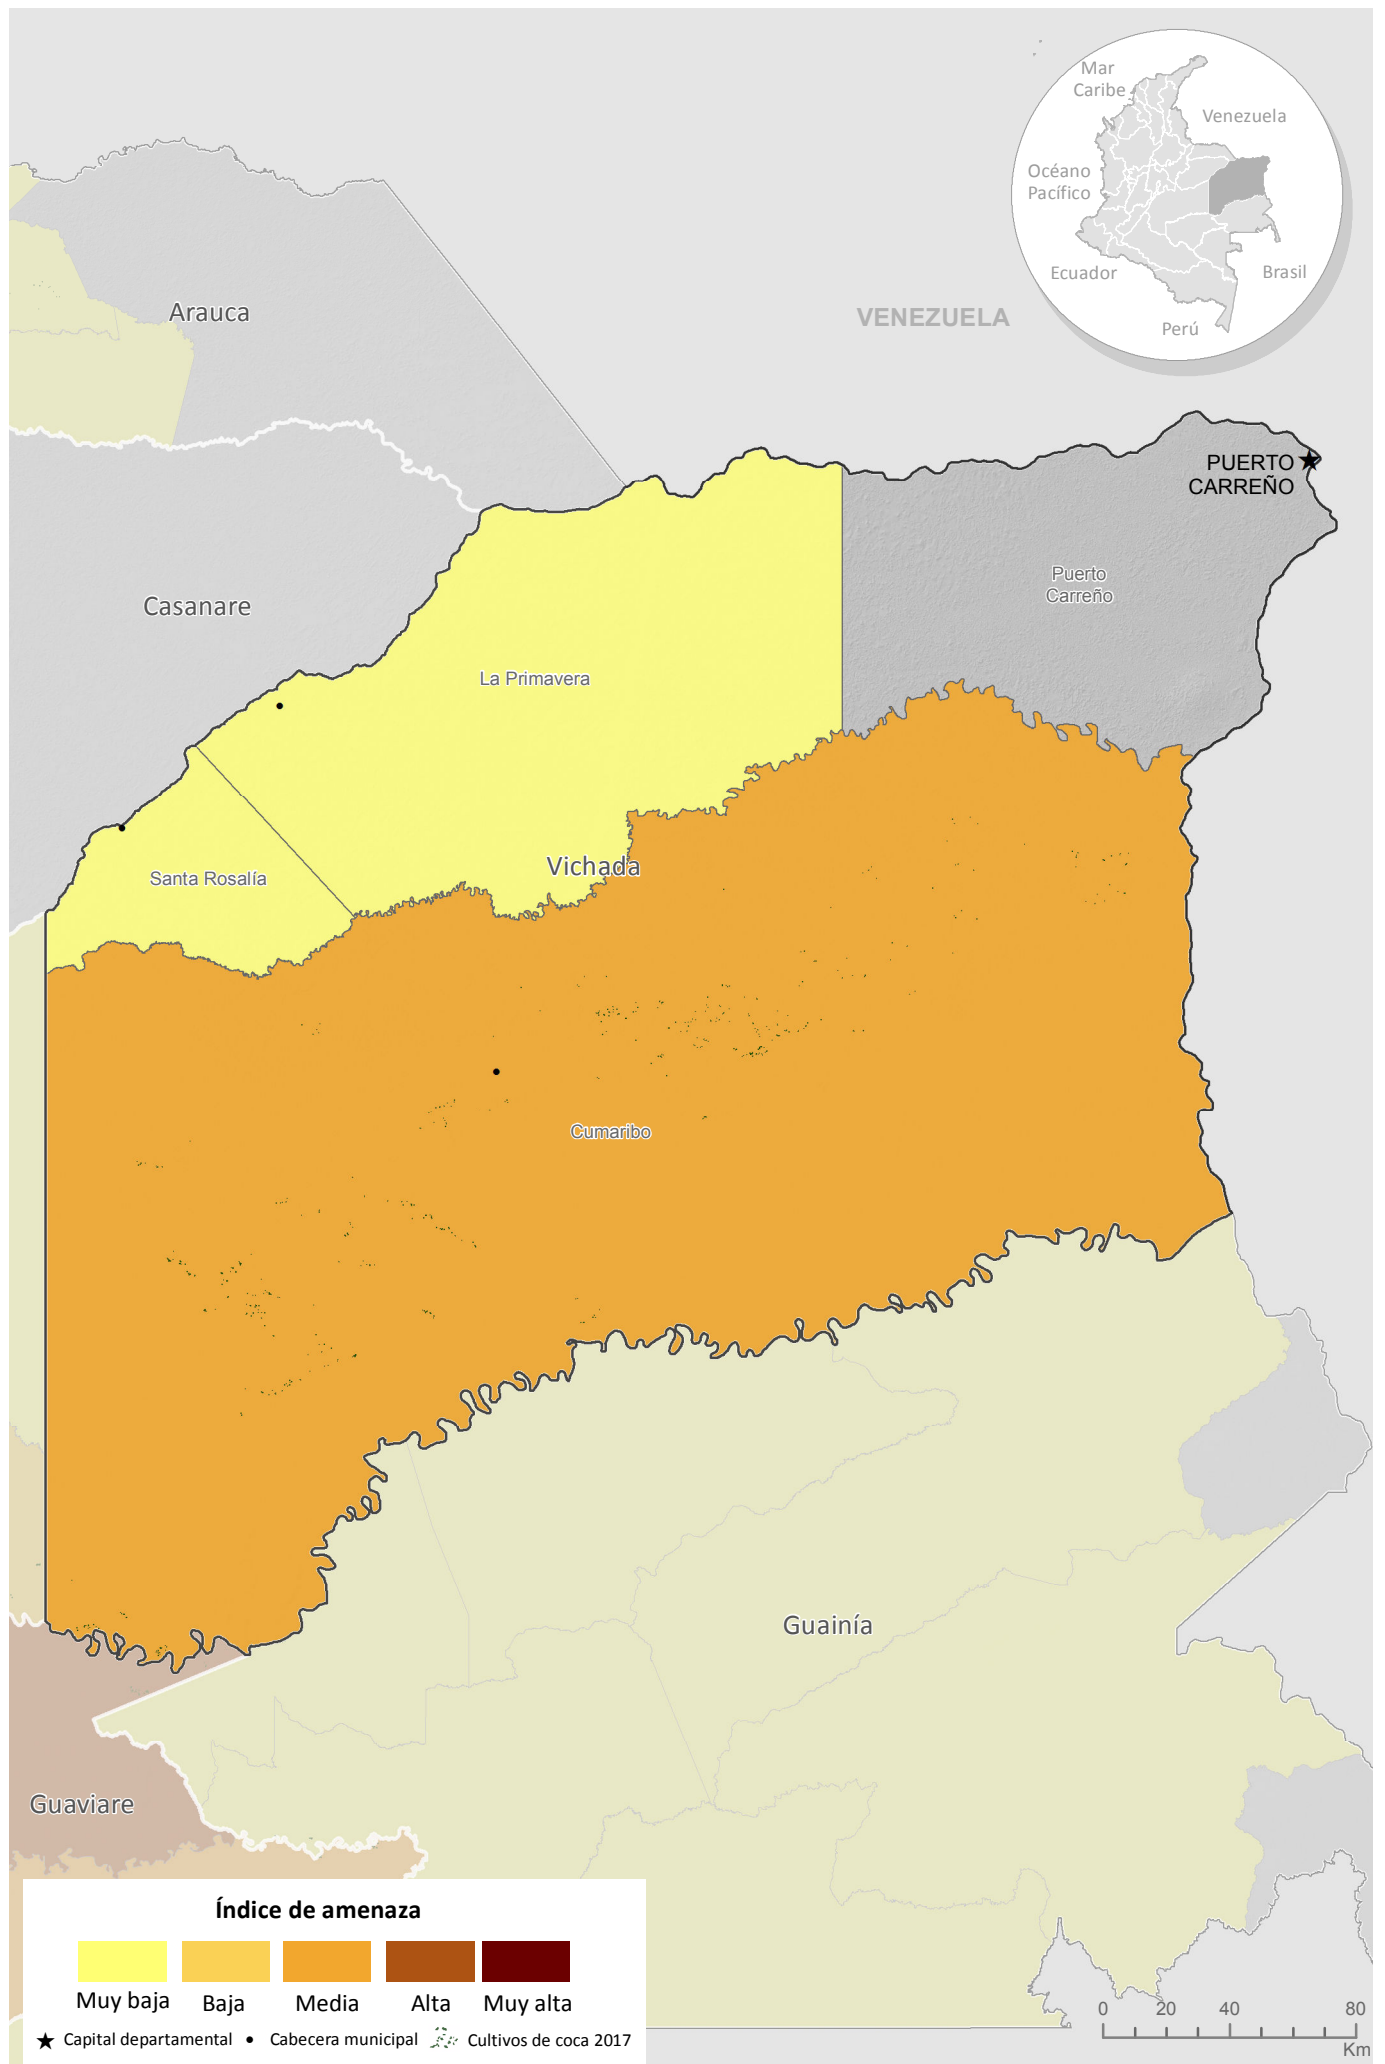 Mar
Caribe
Venezuela
Océano
Pacífico
Ecuador
Brasil
Perú
VENEZUELA
Arauca
PUERTO
CARREÑO
Puerto
Carreño
Casanare
La Primavera
Vichada
Santa Rosalía
Cumaribo
Guainía
Guaviare
Índice de amenaza
Muy baja
Baja
Media
Alta
Muy alta
Capital departamental
Cabecera municipal
Cultivos de coca 2017
0 20 40 80
Km